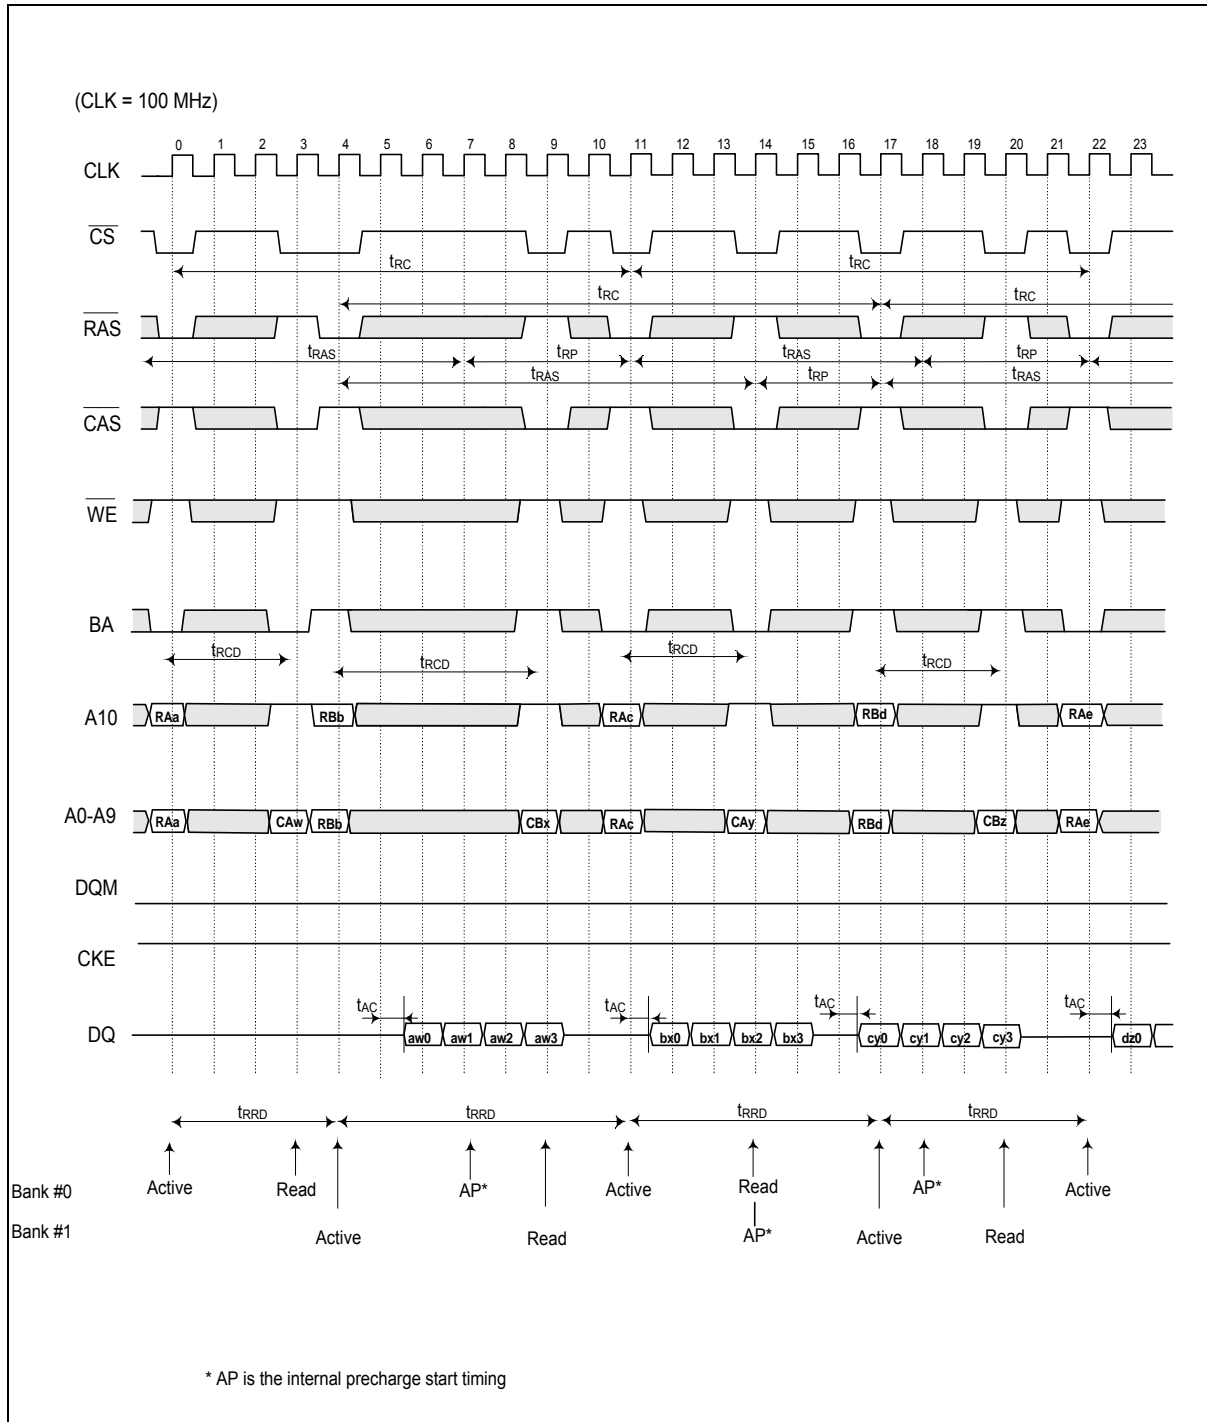 (CLK = 100 MHz)
0 1 2 3 4 5 6 7 8 9 10 11 12 13 14 15 16 17 18 19 20 21 22 23
CLK
CS
tRC tRC
tRC tRC
RAS
tRAS tRP tRAS tRP
tRAS tRP tRAS
CAS
WE
BA
tRCD tRCD tRCD tRCD
A10 RAa RBb RAc RBd RAe
A0-A9 RAa CAw RBb CBx RAc CAy RBd CBz RAe
DQM
CKE
tAC tAC tAC tAC
DQ aw0 aw1 aw2 aw3 bx0 bx1 bx2 bx3 cy0 cy1 cy2 cy3 dz0
tRRD tRRD tRRD tRRD
Bank #0 Active Read AP* Active Read AP* Active
Bank #1 Active Read AP* Active Read
* AP is the internal precharge start timing